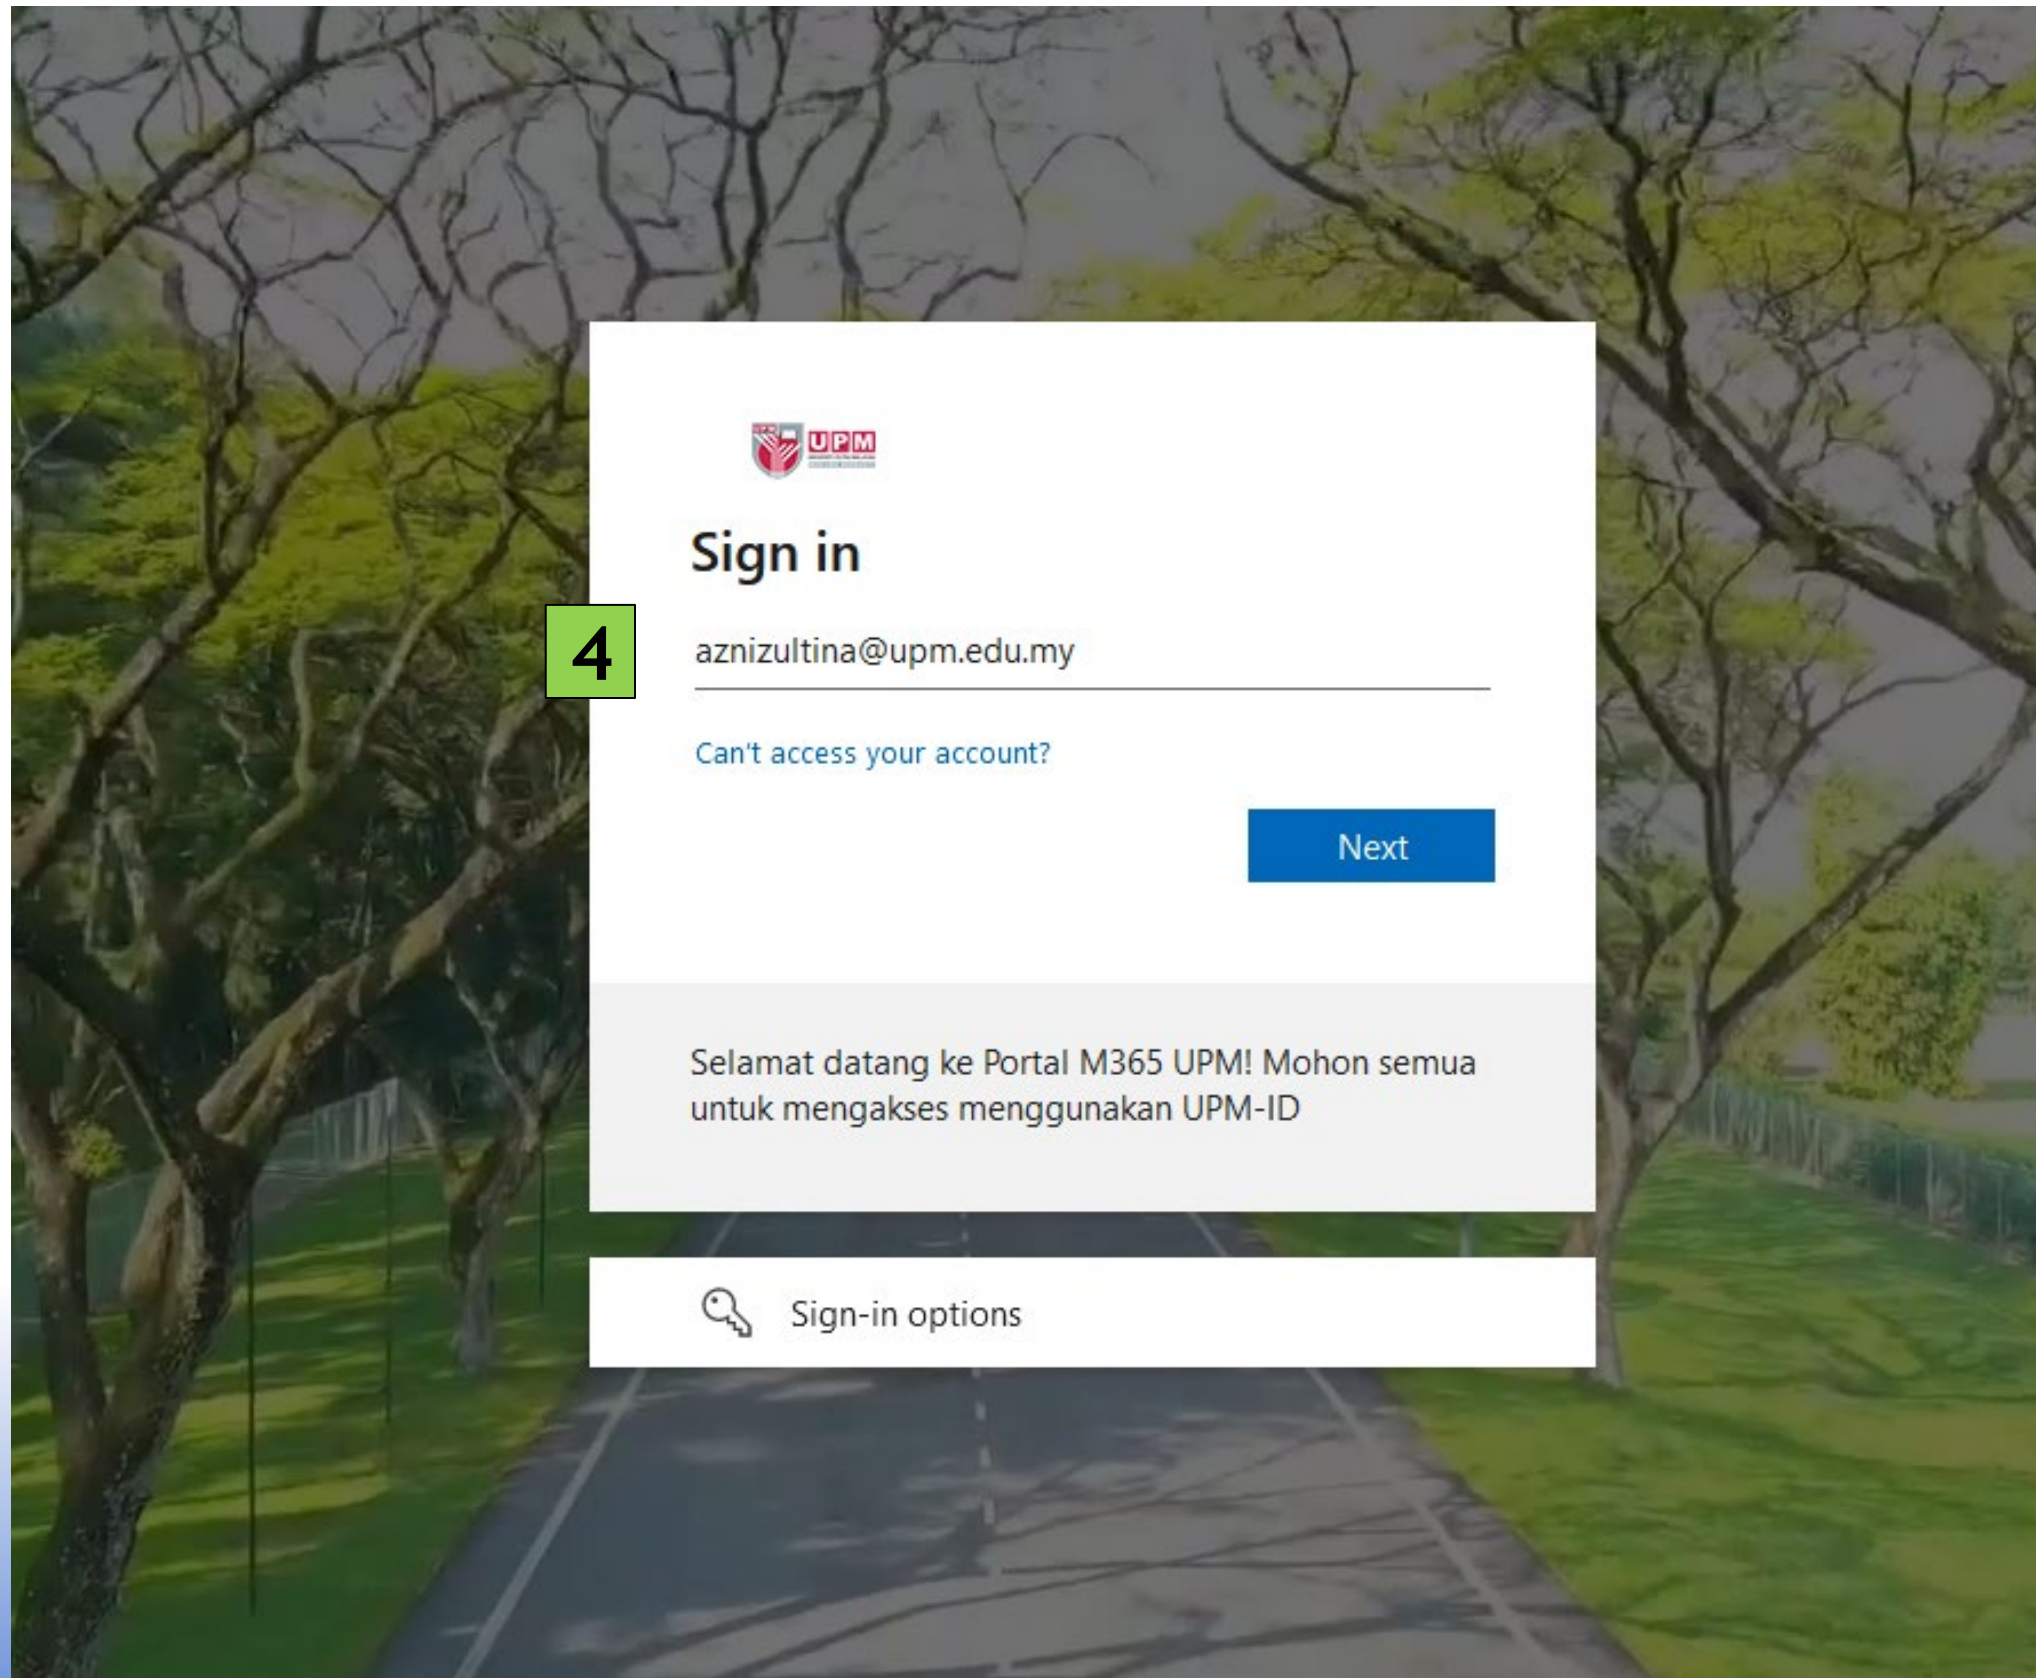 UPM
Sign in
4
aznizultina@upm.edu.my
Can't access your account?
Next
Selamat datang ke Portal M365 UPM! Mohon semua
untuk mengakses menggunakan UPM-ID
Sign-in options